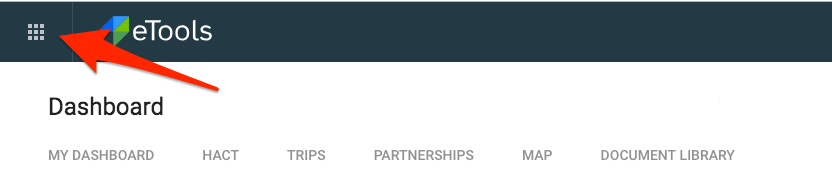 eTools
Dashboard
MY DASHBOARD HACT TRIPS PARTNERSHIPS MAP DOCUMENT LIBRARY